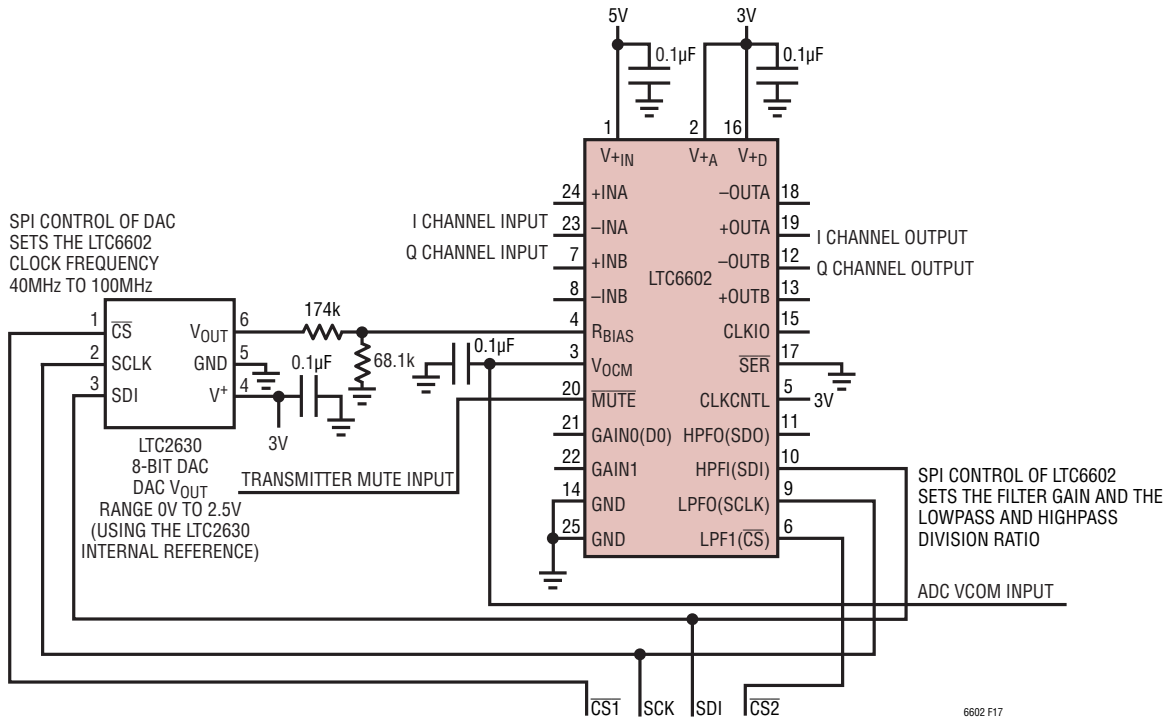 5V
3V
0.1µF
0.1µF
1
2
16
V+IN
V+A
V+D
24
+INA
–OUTA
18
I CHANNEL INPUT
23
–INA
+OUTA
19
I CHANNEL OUTPUT
Q CHANNEL INPUT
7
+INB
–OUTB
12
Q CHANNEL OUTPUT
LTC6602
8
–INB
+OUTB
13
4
RBIAS
CLKIO
15
3
VOCM
SER
17
20
MUTE
CLKCNTL
5
3V
21
GAIN0(D0)
HPFO(SDO)
11
22
GAIN1
HPFI(SDI)
10
14
GND
LPFO(SCLK)
9
25
GND
LPF1(CS)
6
SPI CONTROL OF DAC
SETS THE LTC6602
CLOCK FREQUENCY
40MHz TO 100MHz
1
CS
VOUT
6
2
SCLK
GND
5
3
SDI
V+
4
174k
68.1k
0.1µF
0.1µF
3V
LTC2630
8-BIT DAC
DAC VOUT
RANGE 0V TO 2.5V
(USING THE LTC2630
INTERNAL REFERENCE)
TRANSMITTER MUTE INPUT
SPI CONTROL OF LTC6602
SETS THE FILTER GAIN AND THE
LOWPASS AND HIGHPASS
DIVISION RATIO
ADC VCOM INPUT
CS1
SCK
SDI
CS2
6602 F17